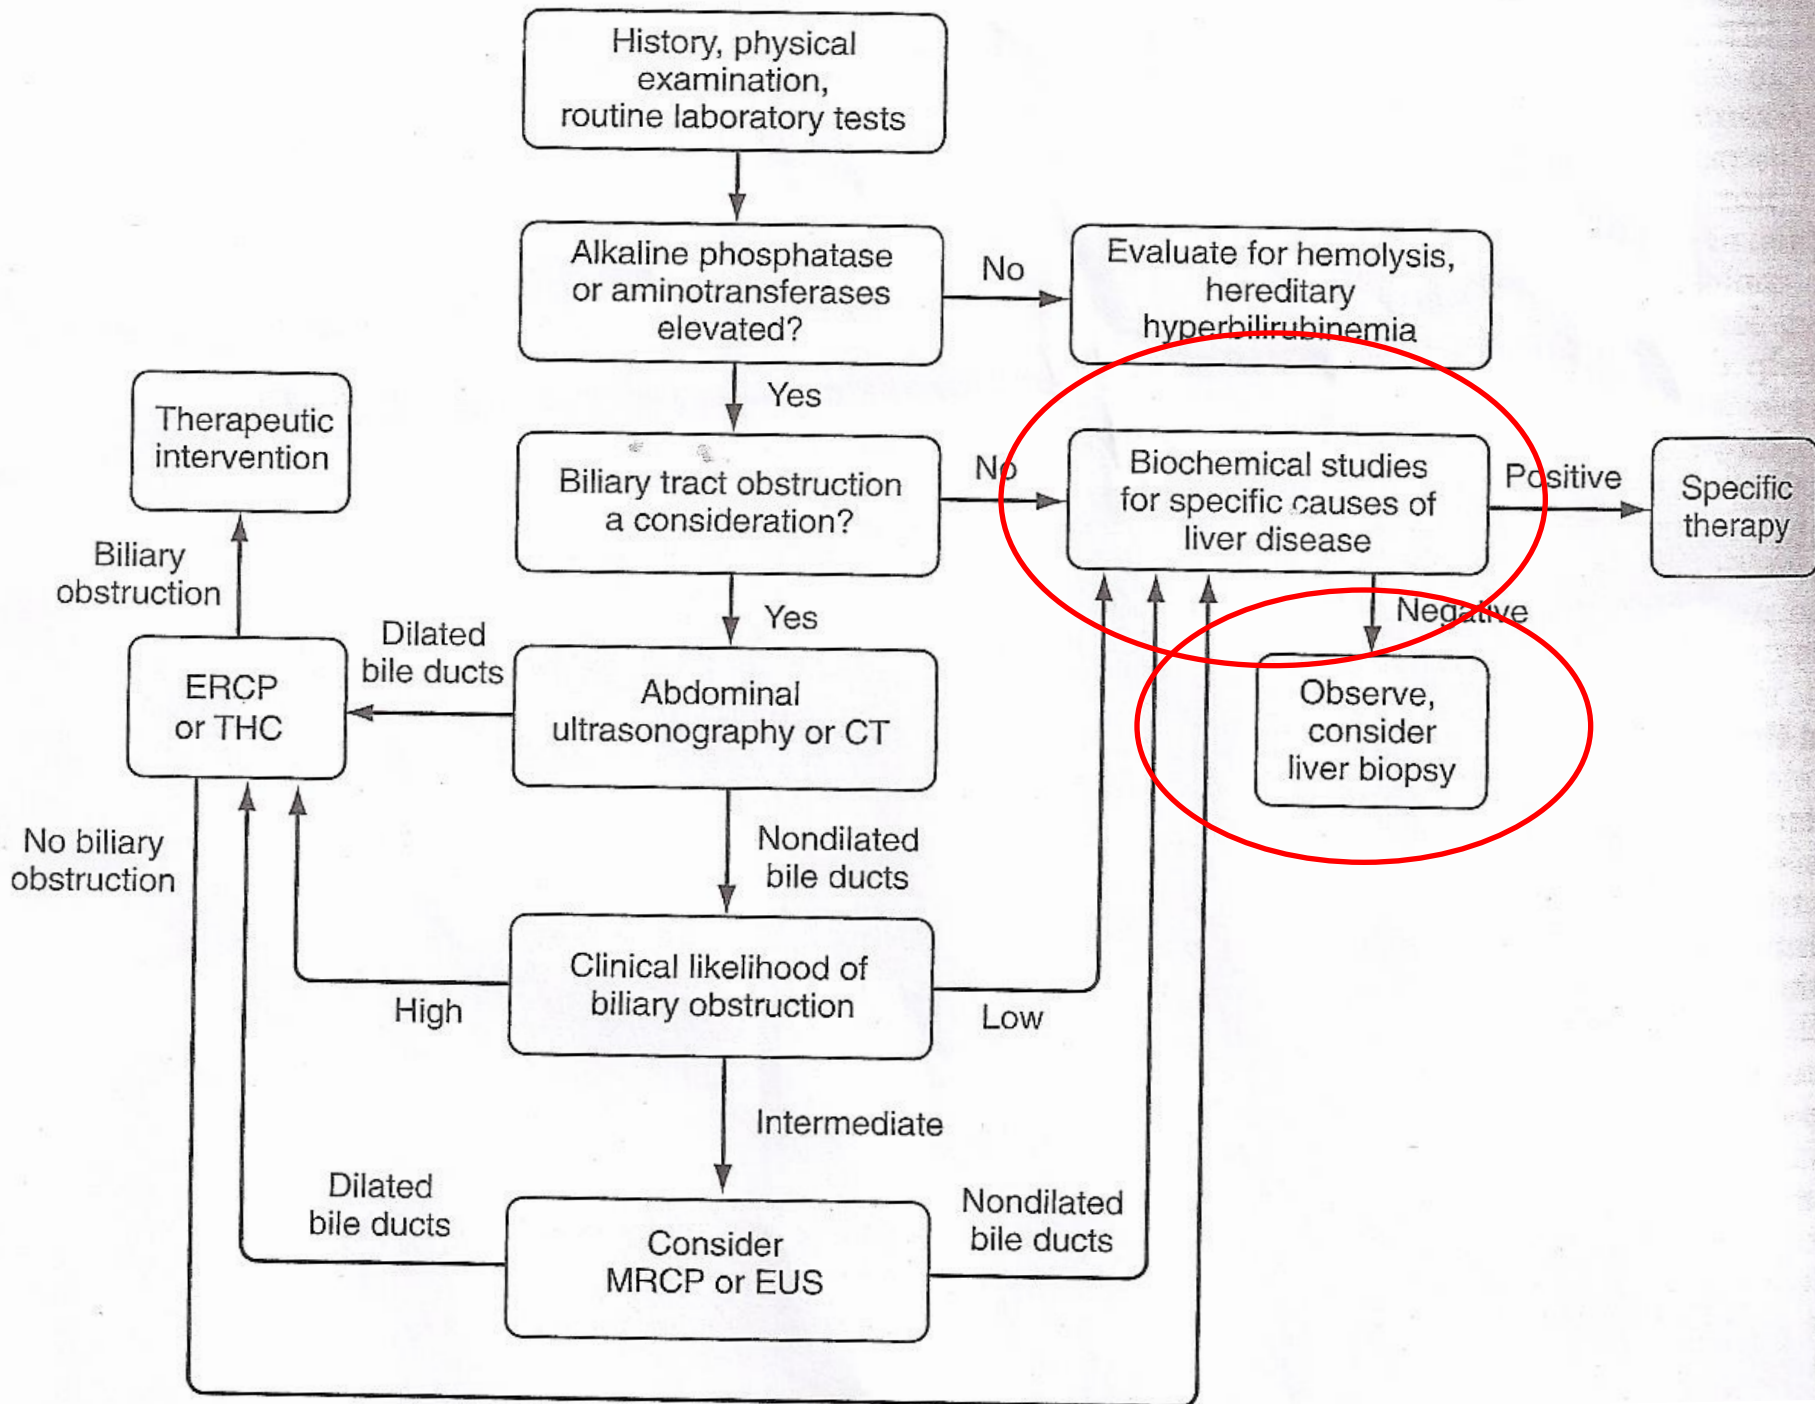 History, physical
examination,
routine laboratory tests
Alkaline phosphatase
or aminotransferases
elevated?
No
Evaluate for hemolysis,
hereditary
hyperbilirubinemia
Yes
Therapeutic
intervention
Biliary tract obstruction
a consideration?
No
Biochemical studies
for specific causes of
liver disease
Positive
Specific
therapy
Biliary
obstruction
Yes
Negative
Dilated
bile ducts
ERCP
or THC
Abdominal
ultrasonography or CT
Observe,
consider
liver biopsy
No biliary
obstruction
Nondilated
bile ducts
Clinical likelihood of
biliary obstruction
High
Low
Intermediate
Dilated
bile ducts
Consider
MRCP or EUS
Nondilated
bile ducts